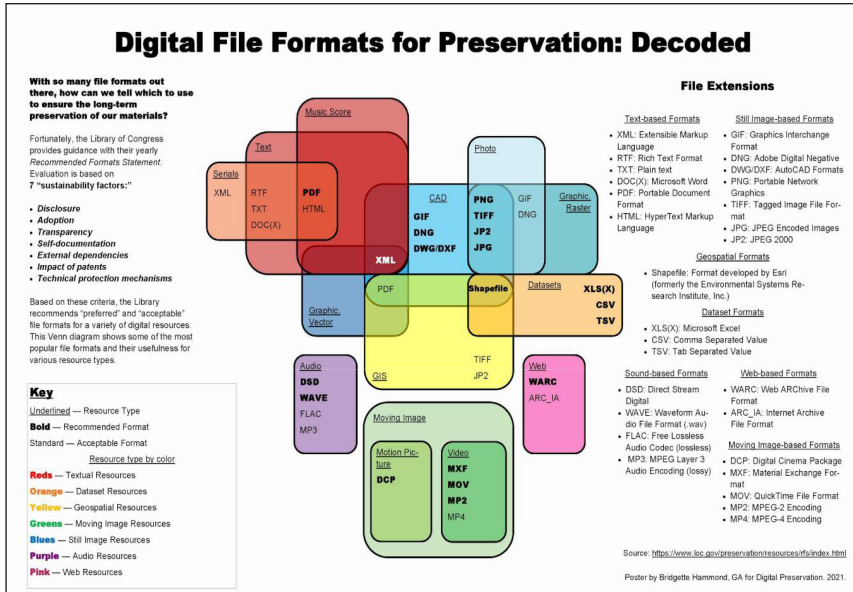 Digital File Formats for Preservation: Decoded
With so many file formats out
there, how can we tell which to use
to ensure the long-term
preservation of our materials?
Fortunately, the Library of Congress
provides guidance with their yearly
Recommended Formats Statement.
Evaluation is based on
7 “sustainability factors:”
• Disclosure
• Adoption
• Transparency
• Self-documentation
• External dependencies
• Impact of patents
• Technical protection mechanisms
Based on these criteria, the Library
recommends “preferred” and “acceptable”
file formats for a variety of digital resources.
This Venn diagram shows some of the most
popular file formats and their usefulness for
various resource types.
Key
Underlined — Resource Type
Bold — Recommended Format
Standard — Acceptable Format
Resource type by color
Reds — Textual Resources
Orange — Dataset Resources
Yellow — Geospatial Resources
Greens — Moving Image Resources
Blues — Still Image Resources
Purple — Audio Resources
Pink — Web Resources
Music Score
Text
Serials
XML
RTF
TXT
DOC(X)
PDF
HTML
XML
CAD
GIF
DNG
DWG/DXF
Photo
PNG
TIFF
JP2
JPG
GIF
DNG
Graphic,
Raster
Graphic,
Vector
PDF
Shapefile
Datasets
XLS(X)
CSV
TSV
GIS
TIFF
JP2
Audio
DSD
WAVE
FLAC
MP3
Web
WARC
ARC_IA
Moving Image
Motion Pic-
ture
DCP
Video
MXF
MOV
MP2
MP4
File Extensions
Text-based Formats
• XML: Extensible Markup
Language
• RTF: Rich Text Format
• TXT: Plain text
• DOC(X): Microsoft Word
• PDF: Portable Document
Format
• HTML: HyperText Markup
Language
Still Image-based Formats
• GIF: Graphics Interchange
Format
• DNG: Adobe Digital Negative
• DWG/DXF: AutoCAD Formats
• PNG: Portable Network
Graphics
• TIFF: Tagged Image File For-
mat
• JPG: JPEG Encoded Images
• JP2: JPEG 2000
Geospatial Formats
• Shapefile: Format developed by Esri
(formerly the Environmental Systems Re-
search Institute, Inc.)
Dataset Formats
• XLS(X): Microsoft Excel
• CSV: Comma Separated Value
• TSV: Tab Separated Value
Sound-based Formats
• DSD: Direct Stream
Digital
• WAVE: Waveform Au-
dio File Format (.wav)
• FLAC: Free Lossless
Audio Codec (lossless)
• MP3: MPEG Layer 3
Audio Encoding (lossy)
Web-based Formats
• WARC: Web ARChive File
Format
• ARC_IA: Internet Archive
File Format
Moving Image-based Formats
• DCP: Digital Cinema Package
• MXF: Material Exchange For-
mat
• MOV: QuickTime File Format
• MP2: MPEG-2 Encoding
• MP4: MPEG-4 Encoding
Source: https://www.loc.gov/preservation/resources/rfs/index.html
Poster by Bridgette Hammond, GA for Digital Preservation. 2021.